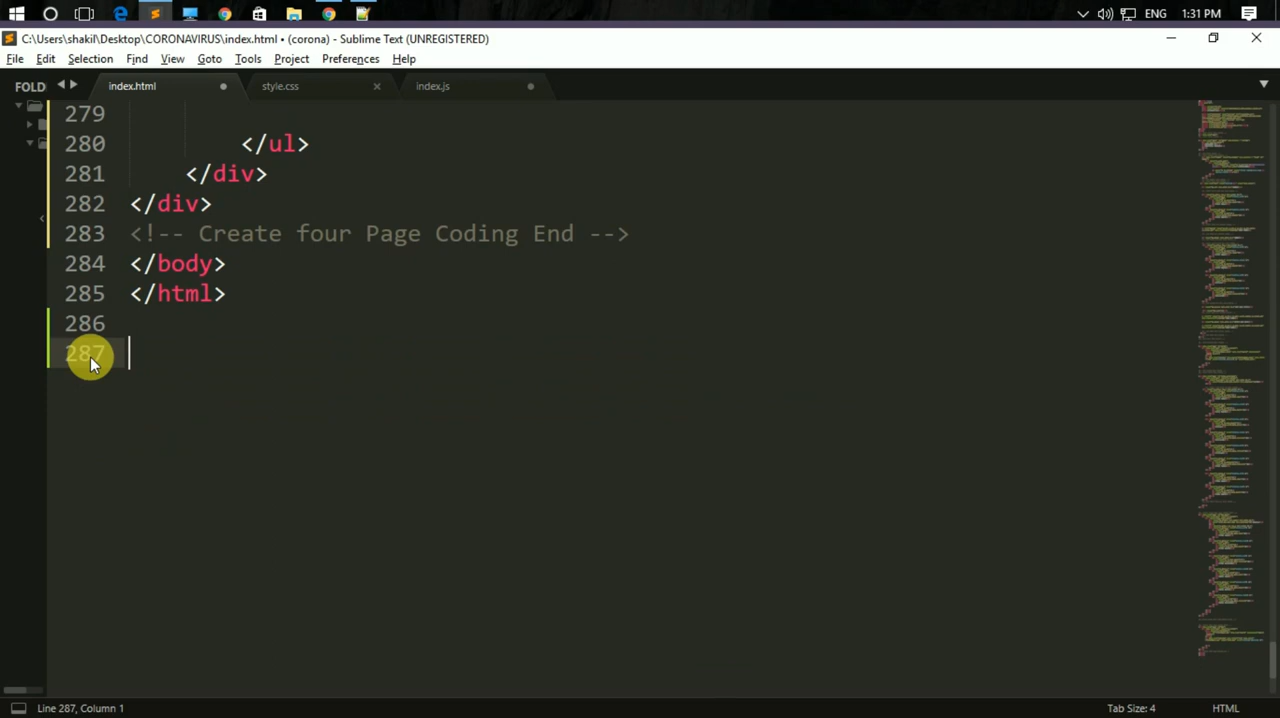 ENG 1:31 PM
C:\Users\shakil\Desktop\CORONAVIRUS\index.html • (corona) - Sublime Text (UNREGISTERED)
File Edit Selection Find View Goto Tools Project Preferences Help
FOLD index.html style.css index.js
279
280 </ul>
281 </div>
282 </div>
283 <!-- Create four Page Coding End -->
284 </body>
285 </html>
286
287
Line 287, Column 1 Tab Size: 4 HTML